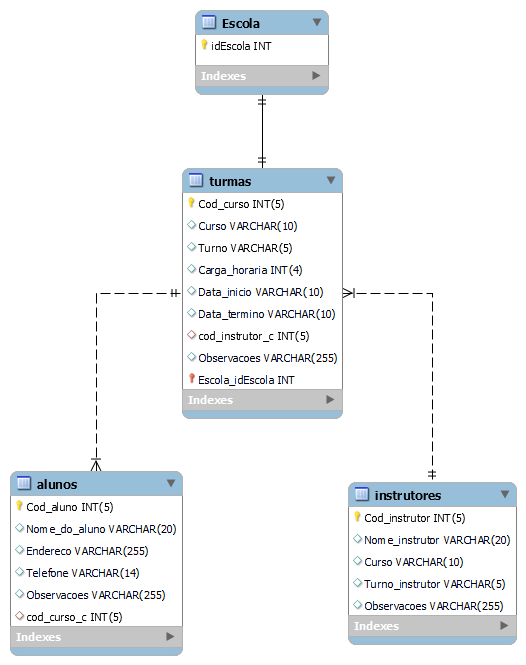 Escola
idEscola INT
Indexes
turmas
Cod_curso INT(5)
Curso VARCHAR(10)
Turno VARCHAR(5)
Carga_horaria INT(4)
Data_inicio VARCHAR(10)
Data_termino VARCHAR(10)
cod_instrutor_c INT(5)
Observacoes VARCHAR(255)
Escola_idEscola INT
Indexes
alunos
Cod_aluno INT(5)
Nome_do_aluno VARCHAR(20)
Endereco VARCHAR(255)
Telefone VARCHAR(14)
Observacoes VARCHAR(255)
cod_curso_c INT(5)
Indexes
instrutores
Cod_instrutor INT(5)
Nome_instrutor VARCHAR(20)
Curso VARCHAR(10)
Turno_instrutor VARCHAR(5)
Observacoes VARCHAR(255)
Indexes